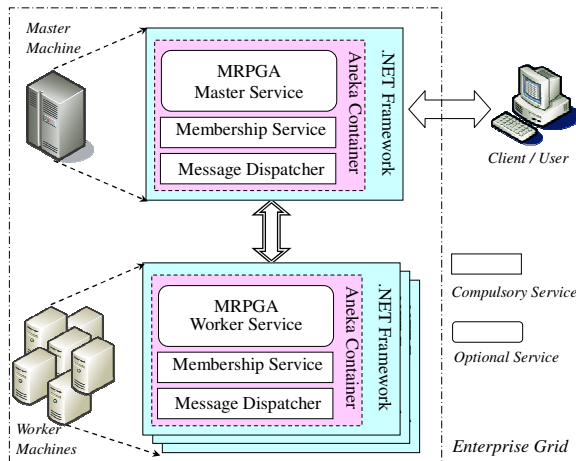 Master
Machine
MRPGA
Master Service
Membership Service
Message Dispatcher
Aneka Container
.NET Framework
Client / User
Compulsory Service
Optional Service
MRPGA
Worker Service
Membership Service
Message Dispatcher
Aneka Container
.NET Framework
Worker
Machines
Enterprise Grid